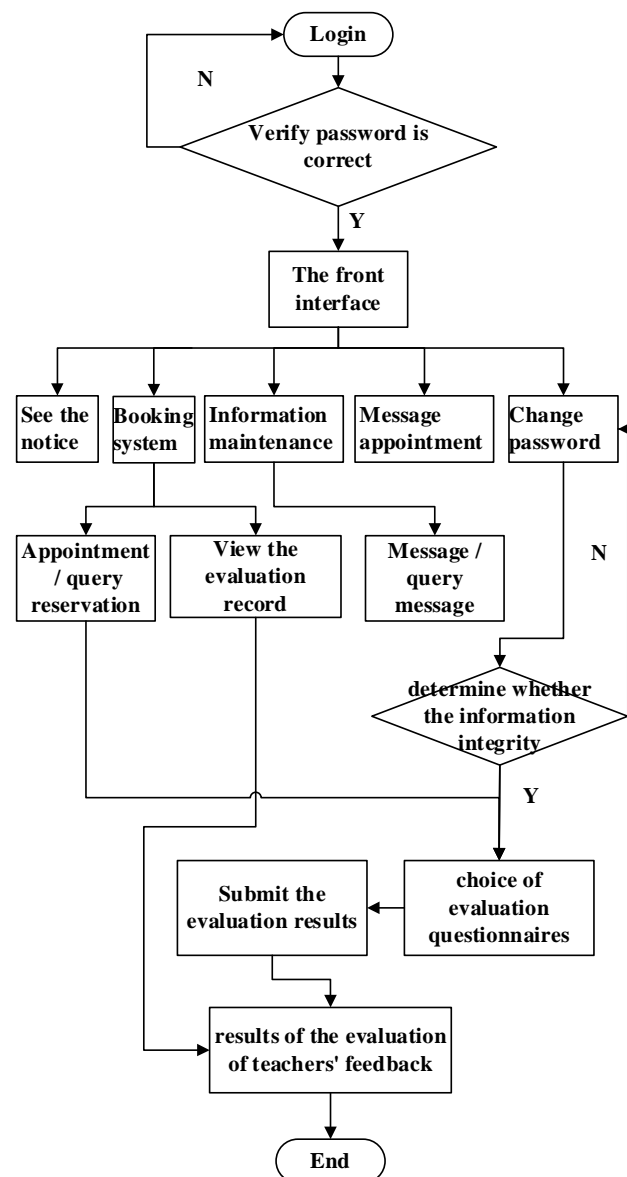 Login
N
Verify password is
correct
Y
The front
interface
See the
notice
Booking
system
Information
maintenance
Message
appointment
Change
password
Appointment
/ query
reservation
View the
evaluation
record
Message /
query
message
N
determine whether
the information
integrity
Y
Submit the
evaluation results
choice of
evaluation
questionnaires
results of the evaluation
of teachers' feedback
End